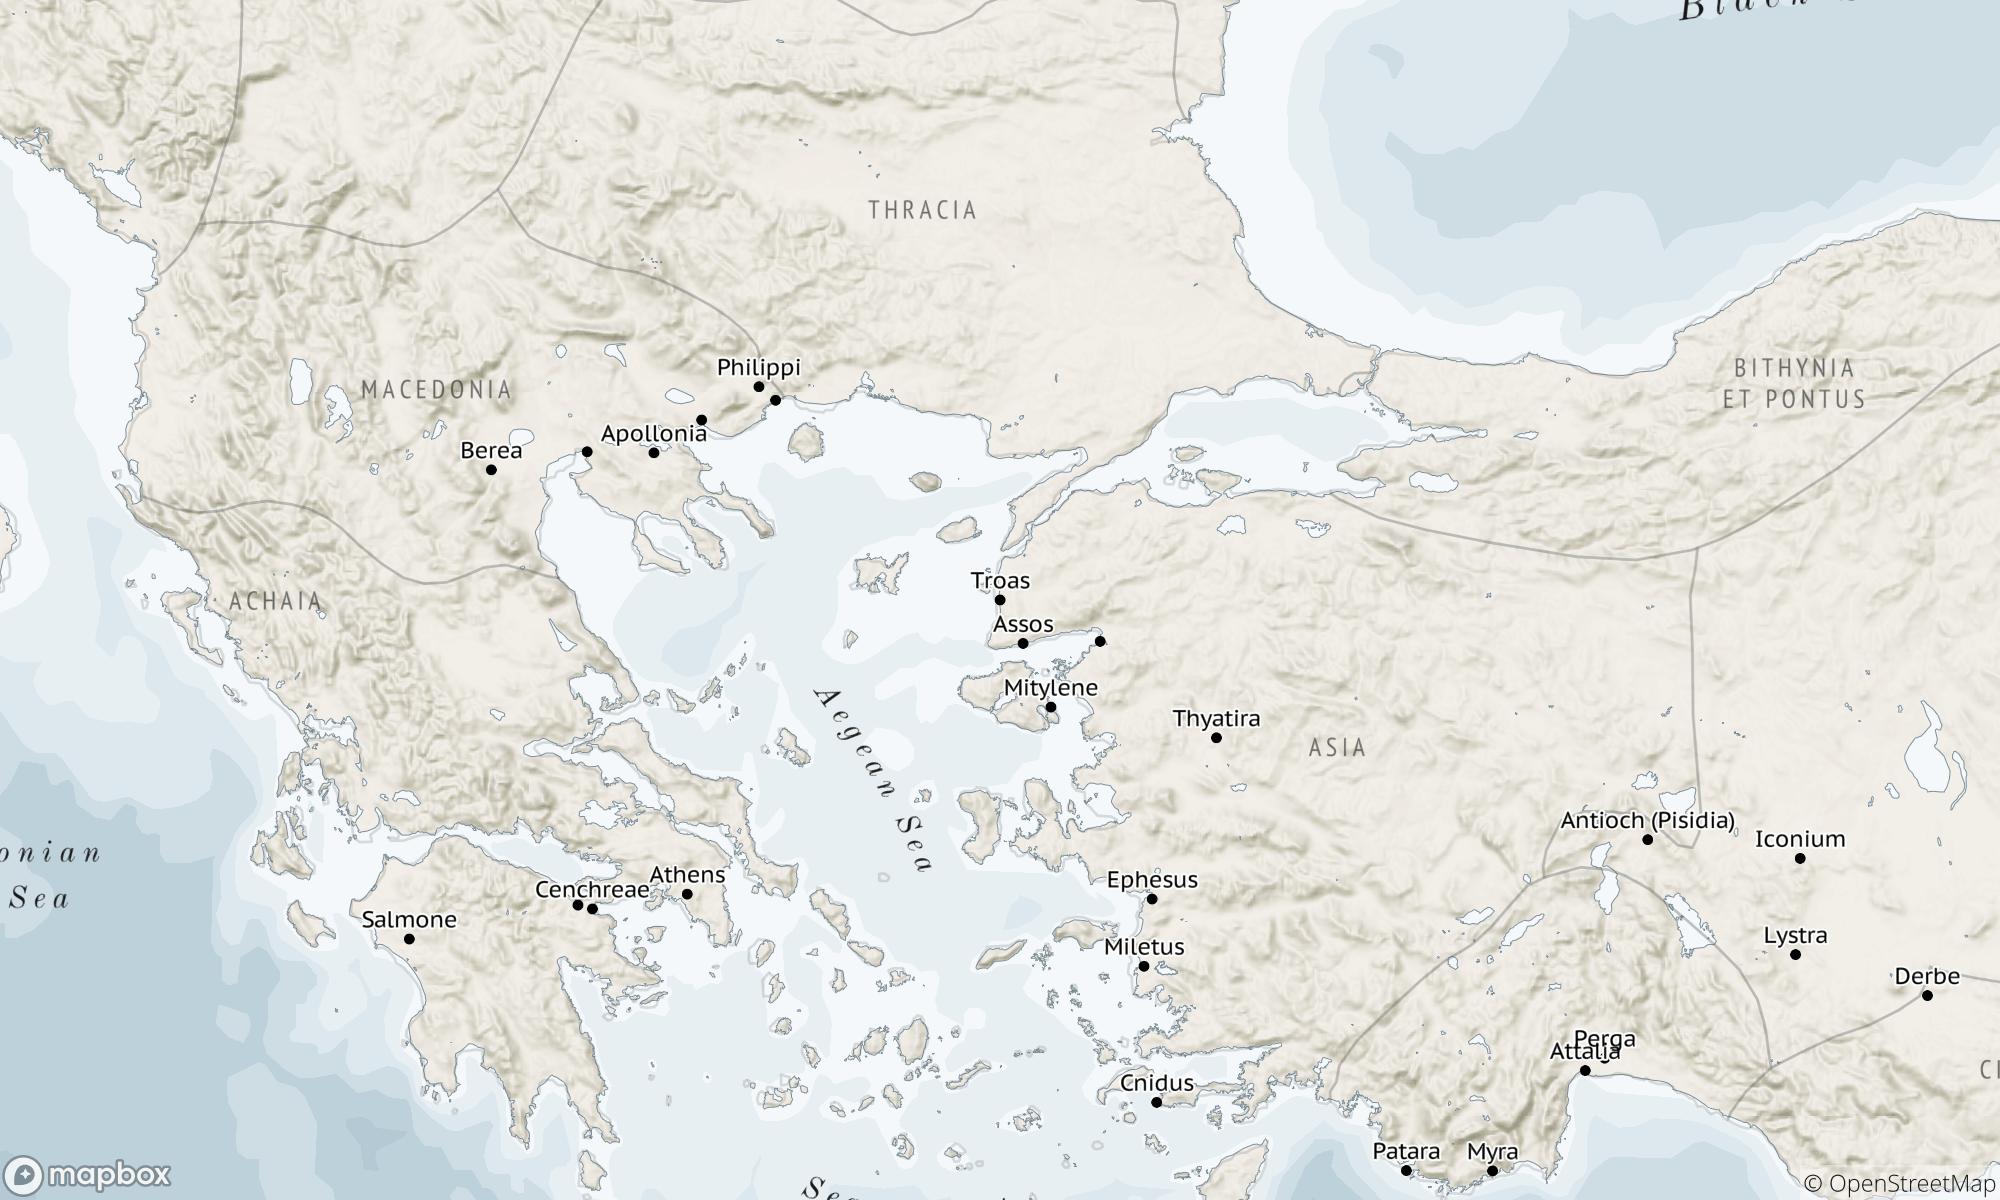 Black
THRACIA
Philippi
MACEDONIA
Apollonia
Berea
BITHYNIA
ET PONTUS
Troas
Assos
ACHAIA
Mitylene
Thyatira
ASIA
Aegean Sea
Antioch (Pisidia)
Iconium
onian
Sea
Cenchreae
Athens
Ephesus
Salmone
Miletus
Lystra
Derbe
Perga
Attalia
Cnidus
Patara
Myra
mapbox
© OpenStreetMap